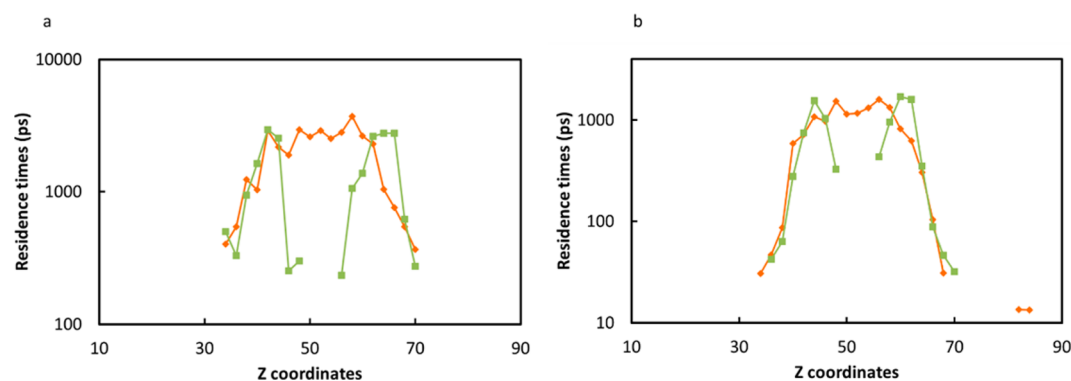 a
b
10000
1000
100
Residence times (ps)
10 30 50 70 90
Z coordinates
1000
100
10
Residence times (ps)
10 30 50 70 90
Z coordinates